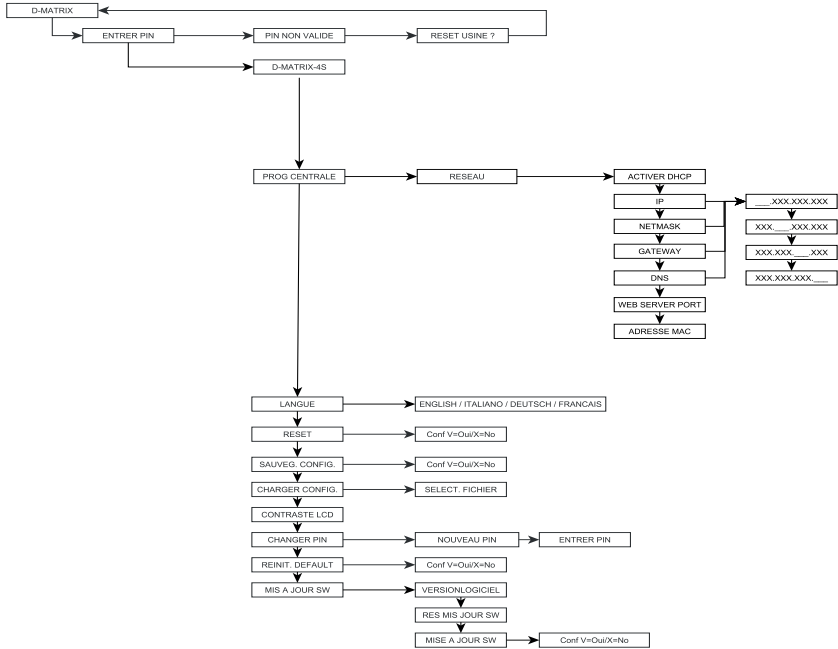 D-MATRIX
ENTRER PIN
PIN NON VALIDE
RESET USINE ?
D-MATRIX-4S
PROG CENTRALE
RESEAU
ACTIVER DHCP
IP
___.XXX.XXX.XXX
NETMASK
XXX.___.XXX.XXX
GATEWAY
XXX.XXX.___.XXX
DNS
XXX.XXX.XXX.___
WEB SERVER PORT
ADRESSE MAC
LANGUE
ENGLISH / ITALIANO / DEUTSCH / FRANCAIS
RESET
Conf V=Oui/X=No
SAUVEG. CONFIG.
Conf V=Oui/X=No
CHARGER CONFIG.
SELECT. FICHIER
CONTRASTE LCD
CHANGER PIN
NOUVEAU PIN
ENTRER PIN
REINIT. DEFAULT
Conf V=Oui/X=No
MIS A JOUR SW
VERSIONLOGICIEL
RES MIS JOUR SW
MISE A JOUR SW
Conf V=Oui/X=No